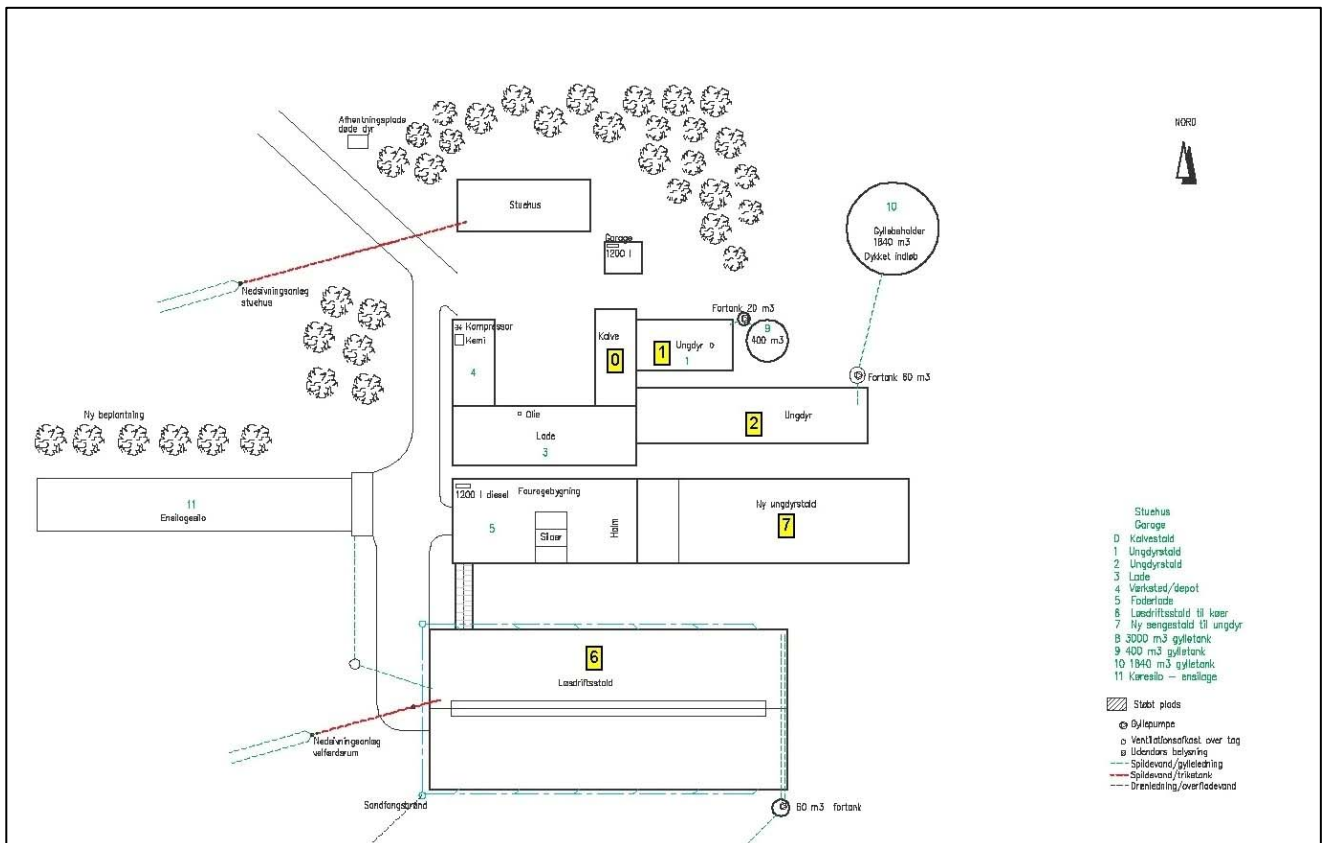 NORD
Afhentningsplads
døde dyr
Stuehus
Garage
1200 l
10
Gyllebeholder
1840 m3
Dykket indløb
Nedsivningsanlæg
stuehus
Fortank 20 m3
Kompressor
Kemi
4
Kalve
0
1
Ungdyr
1
9
400 m3
Fortank 60 m3
Ny beplantning
Olie
Lade
3
2
Ungdyr
11
Ensilagesilo
1200 l diesel
Fouragebygning
5
Siloer
Halm
Ny ungdyrstald
7
Stuehus
Garage
0 Kalvestald
1 Ungdyrstald
2 Ungdyrstald
3 Lade
4 Værksted/depot
5 Foderlade
6 Løsdriftsstald til køer
7 Ny sengestald til ungdyr
8 3000 m3 gylletank
9 400 m3 gylletank
10 1840 m3 gylletank
11 Køresilo – ensilage
6
Løsdriftsstald
Støbt plads
Gyllepumpe
Ventilationsafkast over tag
Udendørs belysning
Spildevand/gylleledning
Spildevand/trixtank
Drænledning/overfladevand
Nedsivningsanlæg
velfærdsrum
Sandfangsbrønd
60 m3 fortank